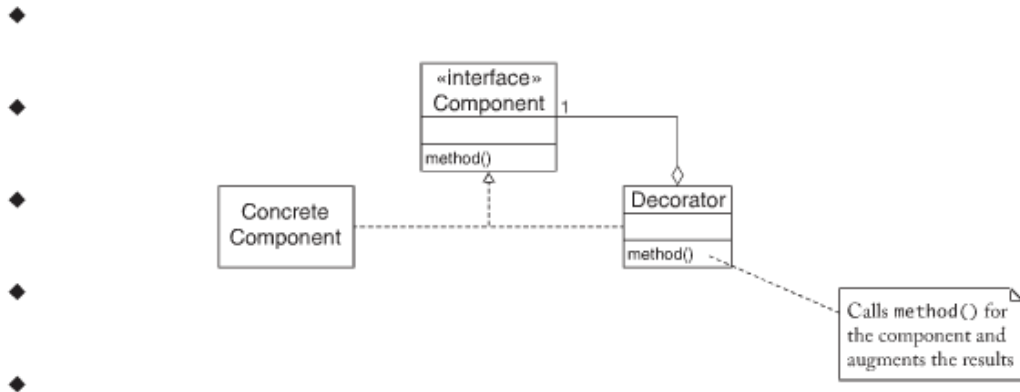 «interface»
Component
1
method()
Concrete
Component
Decorator
method()
Calls method() for
the component and
augments the results